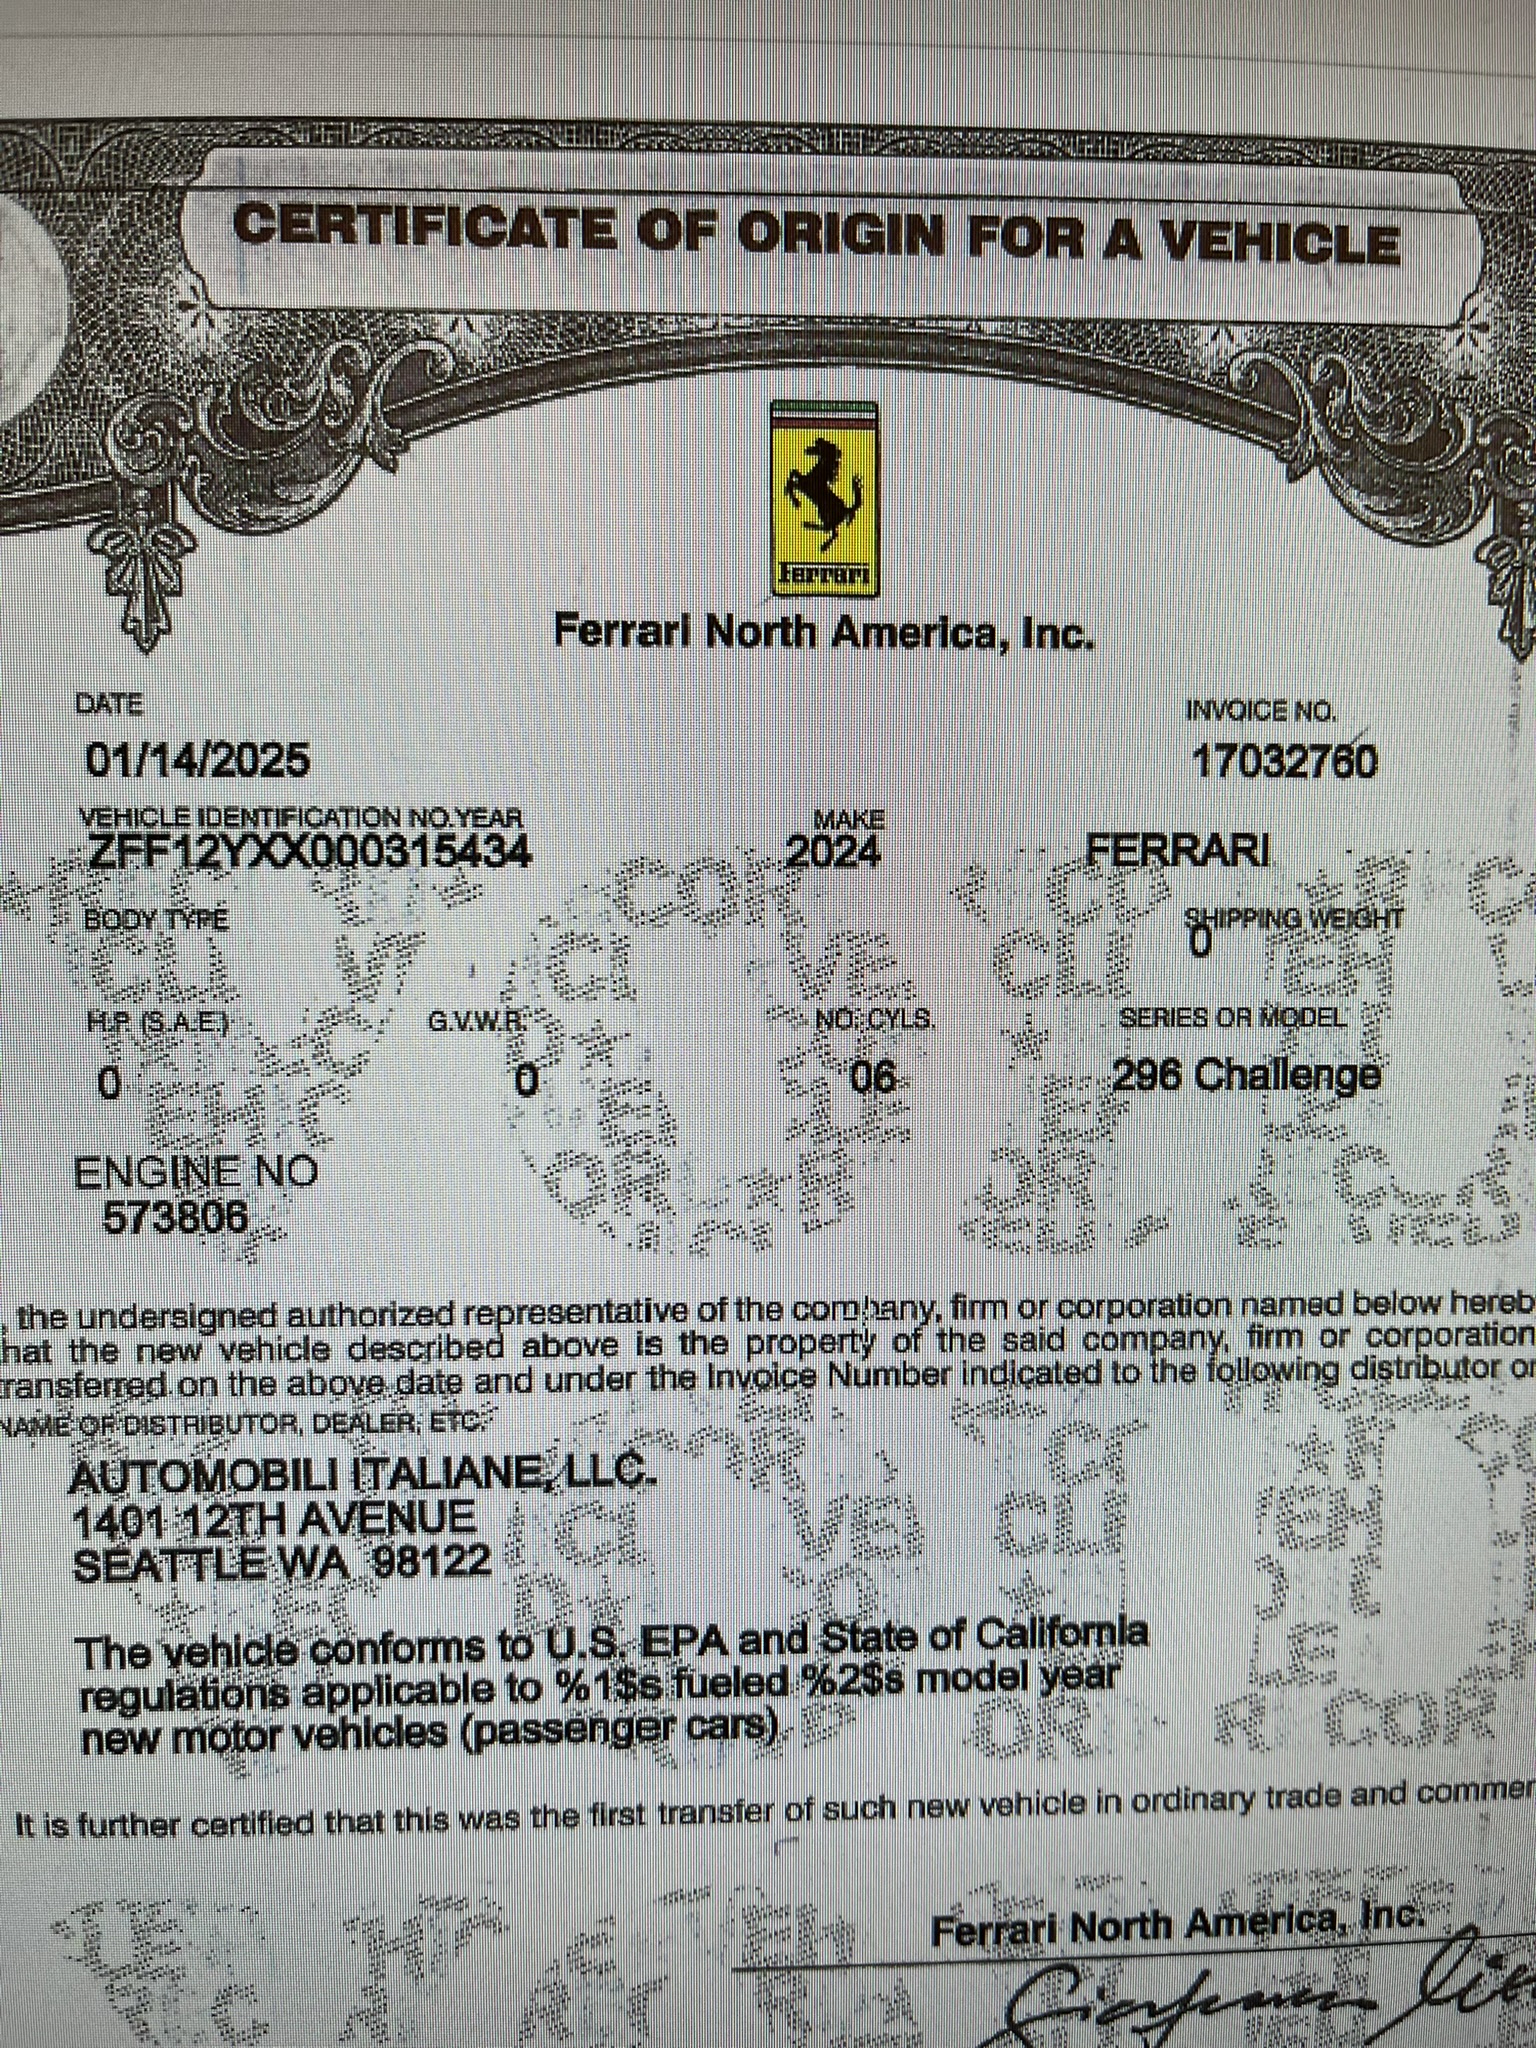 CERTIFICATE OF ORIGIN FOR A VEHICLE
Ferrari
Ferrari North America, Inc.
DATE
INVOICE NO.
01/14/2025
17032760
VEHICLE IDENTIFICATION NO. YEAR
MAKE
ZFF12YXX000315434
2024
FERRARI
BODY TYPE
SHIPPING WEIGHT
0
H.P. (S.A.E.)
G.V.W.R.
NO. CYLS.
SERIES OR MODEL
0
0
06
296 Challenge
ENGINE NO
573806
, the undersigned authorized representative of the company, firm or corporation named below hereb
hat the new vehicle described above is the property of the said company, firm or corporation
ransferred on the above date and under the Invoice Number indicated to the following distributor or
NAME OF DISTRIBUTOR, DEALER, ETC.
AUTOMOBILI ITALIANE, LLC.
1401 12TH AVENUE
SEATTLE WA 98122
The vehicle conforms to U.S. EPA and State of California
regulations applicable to %1$s fueled %2$s model year
new motor vehicles (passenger cars)
It is further certified that this was the first transfer of such new vehicle in ordinary trade and commer
Ferrari North America, Inc.